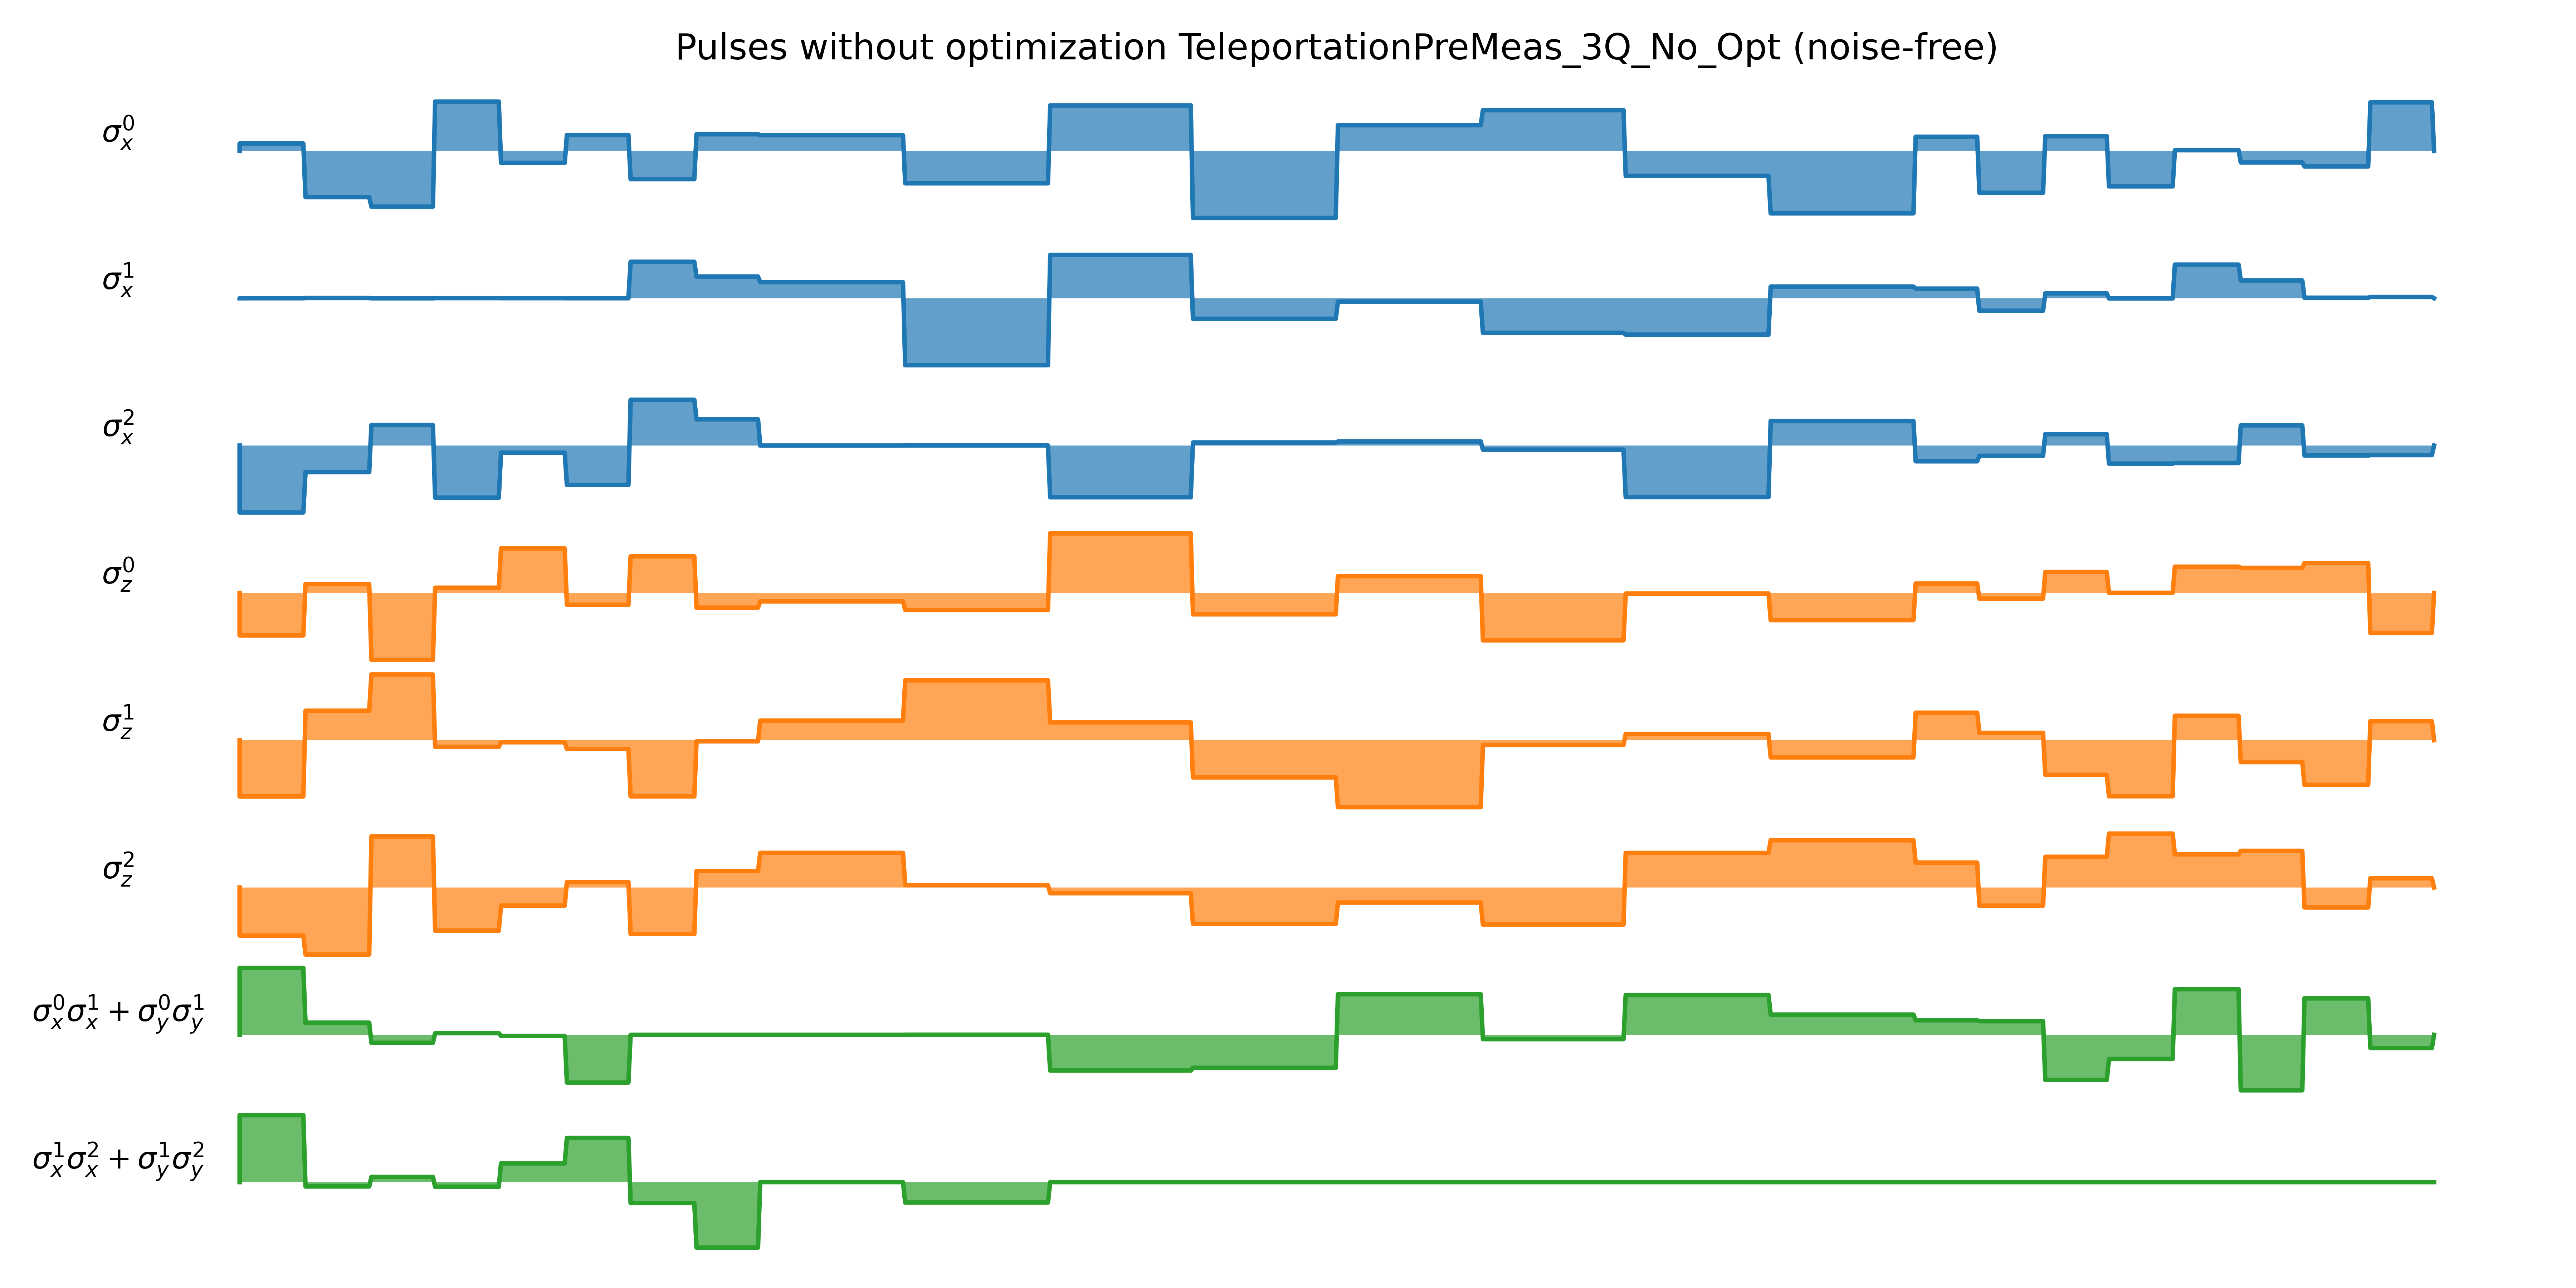 Pulses without optimization TeleportationPreMeas_3Q_No_Opt (noise-free)
σ_x^0
σ_x^1
σ_x^2
σ_z^0
σ_z^1
σ_z^2
σ_x^0σ_x^1 + σ_y^0σ_y^1
σ_x^1σ_x^2 + σ_y^1σ_y^2